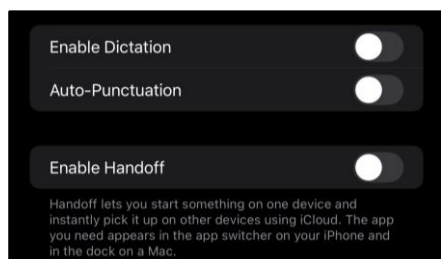 Enable Dictation
Auto-Punctuation
Enable Handoff
Handoff lets you start something on one device and
instantly pick it up on other devices using iCloud. The app
you need appears in the app switcher on your iPhone and
in the dock on a Mac.